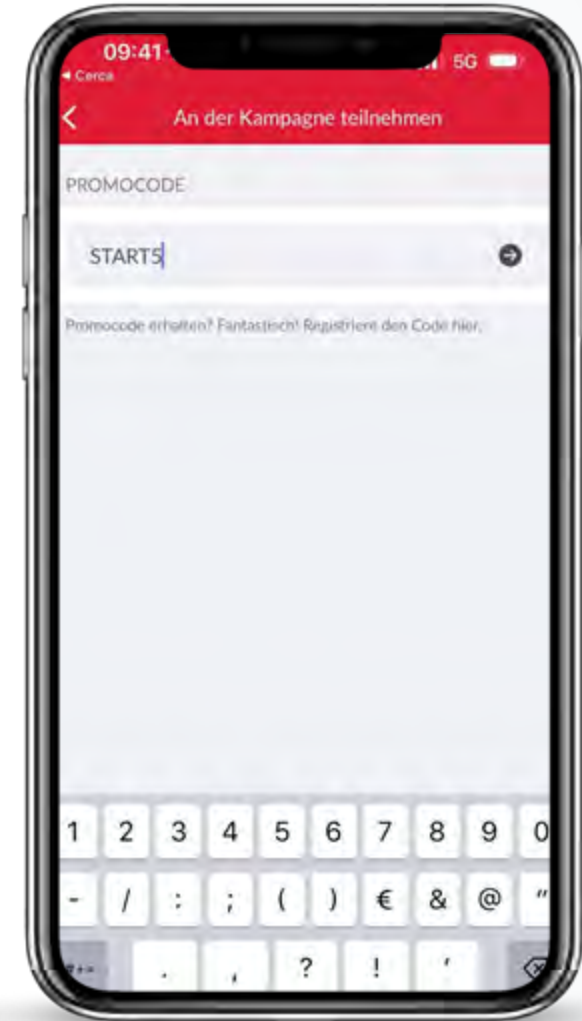 09:41
5G
◂ Cerca
An der Kampagne teilnehmen
PROMOCODE
START5
Promocode erhalten? Fantastisch! Registriere den Code hier.
1 2 3 4 5 6 7 8 9 0
- / : ; ( ) € & @ "
#+= . , ? ! '